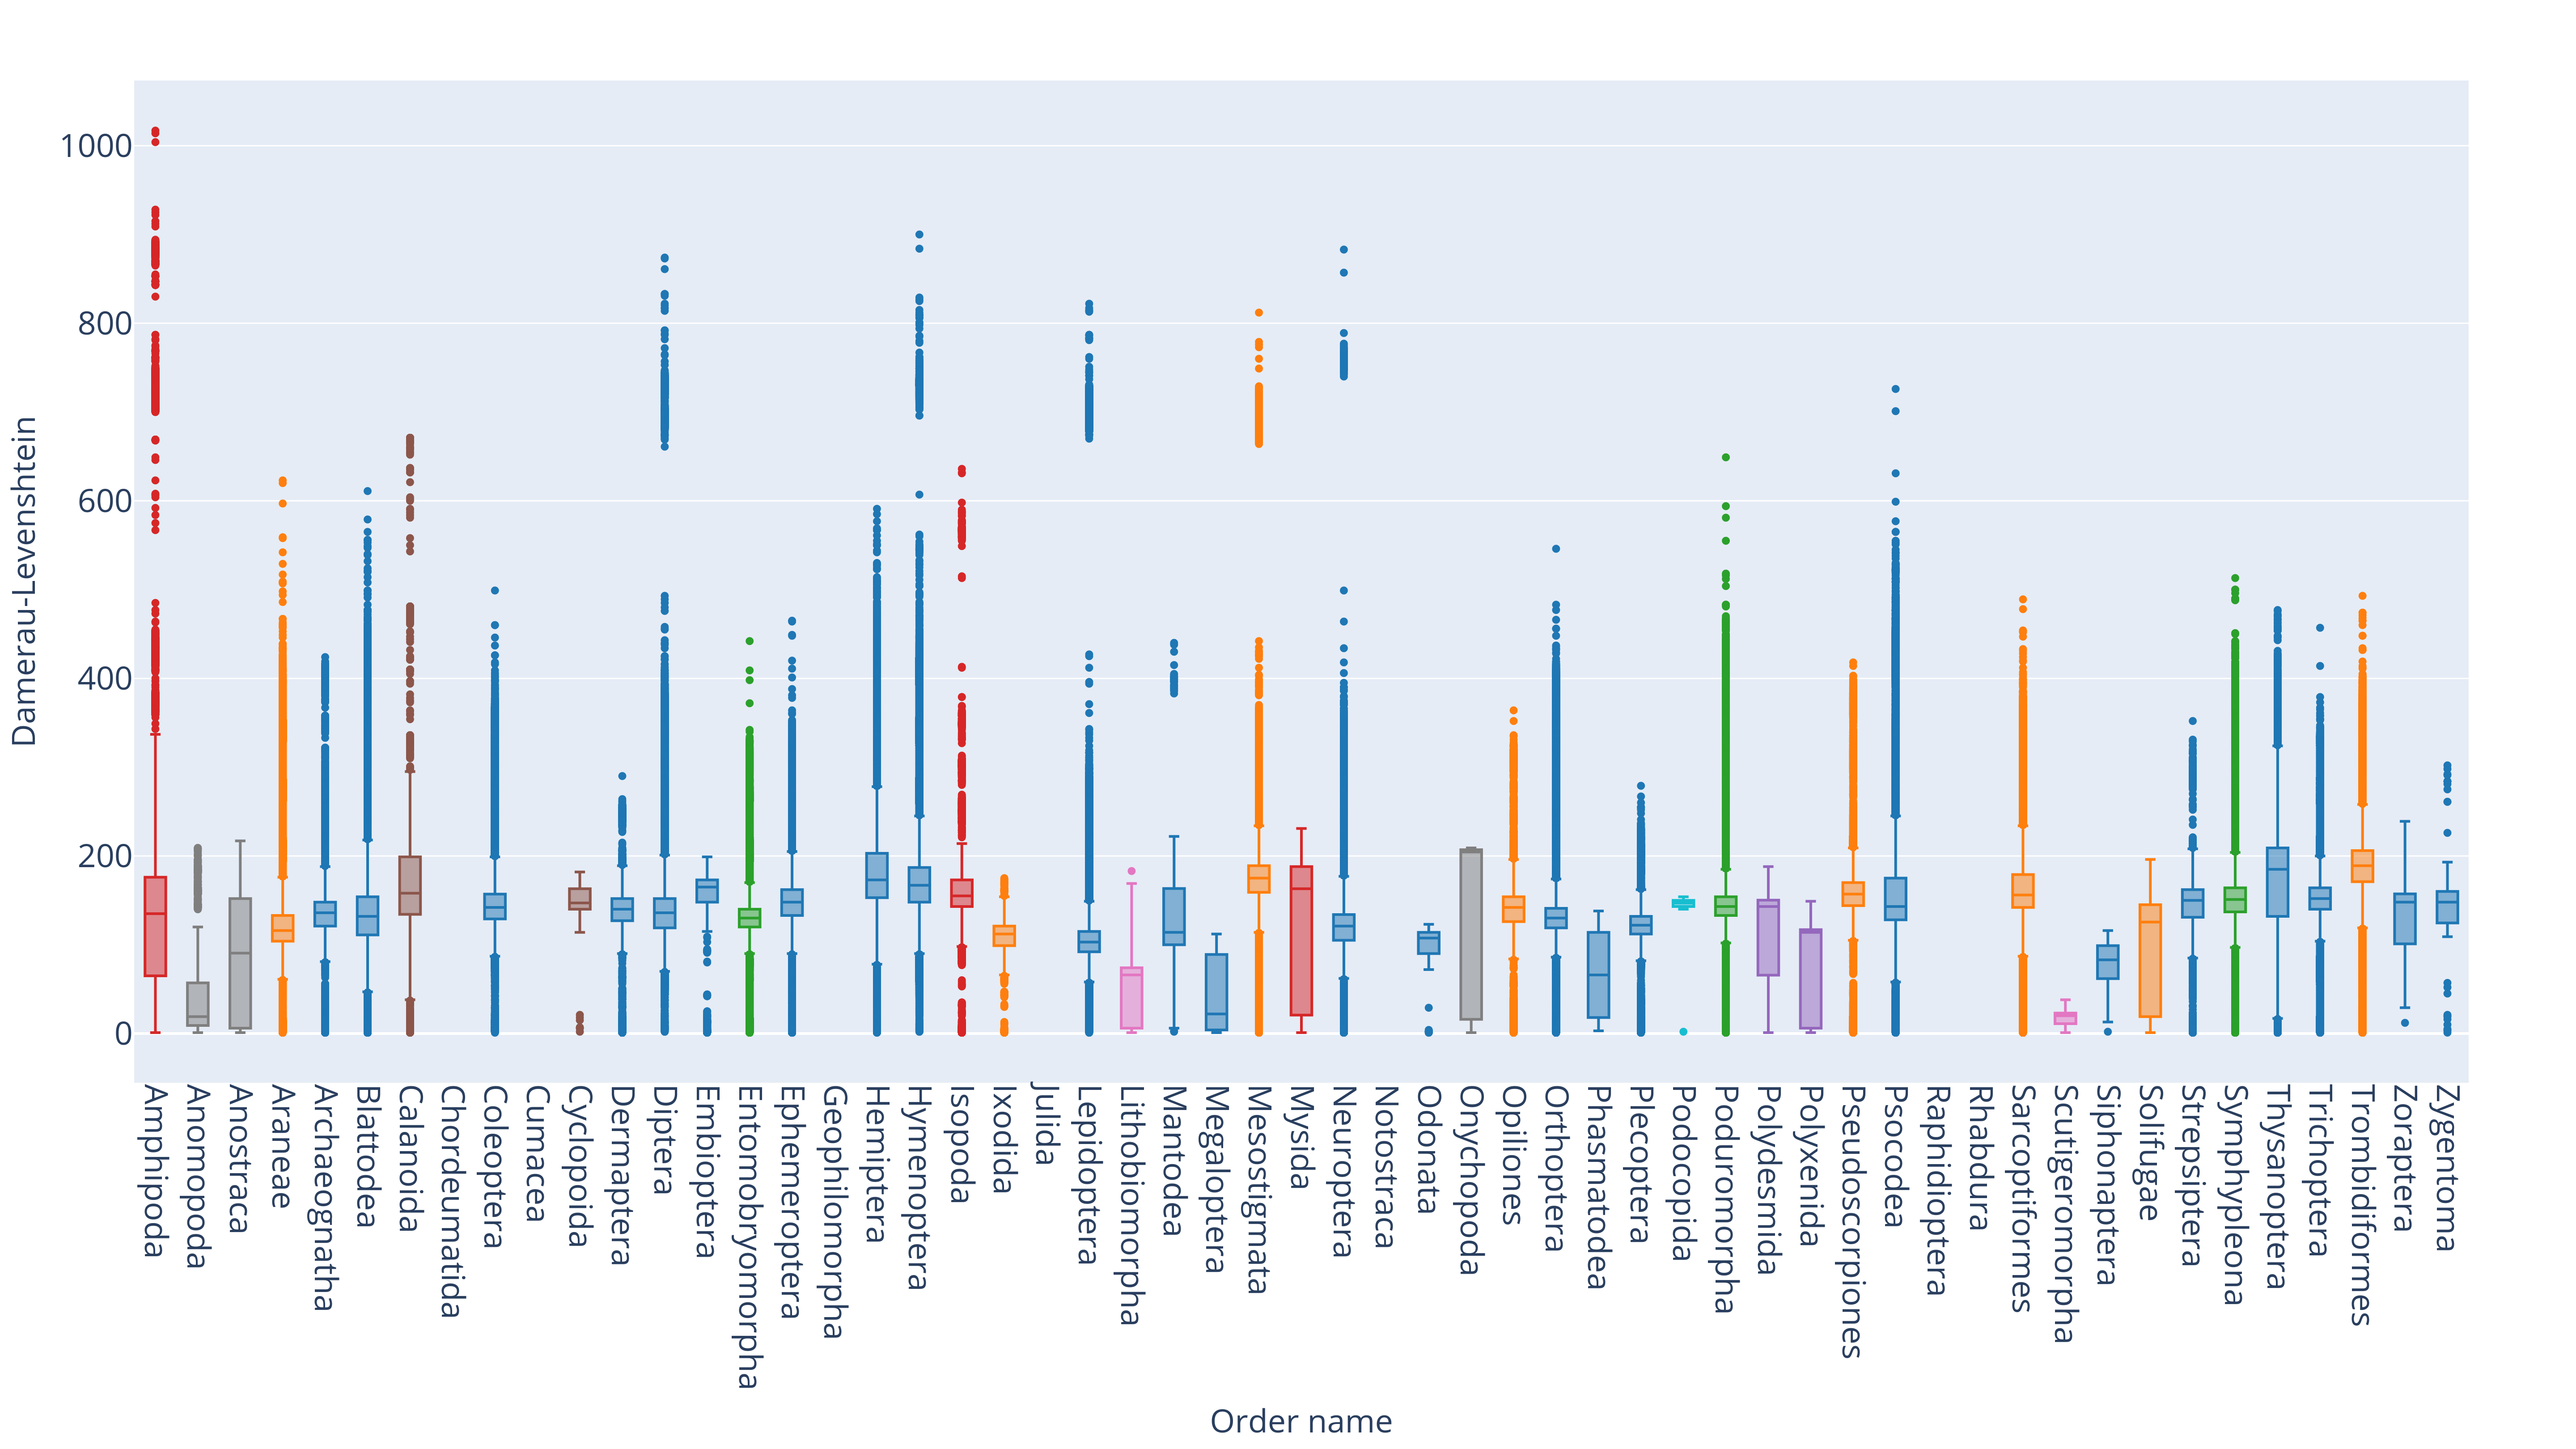 Damerau-Levenshtein
1000
800
600
400
200
0
Amphipoda
Anomopoda
Anostraca
Araneae
Archaeognatha
Blattodea
Calanoida
Chordeumatida
Coleoptera
Cumacea
Cyclopoida
Dermaptera
Diptera
Embioptera
Entomobryomorpha
Ephemeroptera
Geophilomorpha
Hemiptera
Hymenoptera
Isopoda
Ixodida
Julida
Lepidoptera
Lithobiomorpha
Mantodea
Megaloptera
Mesostigmata
Mysida
Neuroptera
Notostraca
Odonata
Onychopoda
Opiliones
Orthoptera
Phasmatodea
Plecoptera
Podocopida
Poduromorpha
Polydesmida
Polyxenida
Pseudoscorpiones
Psocodea
Raphidioptera
Rhabdura
Sarcoptiformes
Scutigeromorpha
Siphonaptera
Solifugae
Strepsiptera
Symphypleona
Thysanoptera
Trichoptera
Trombidiformes
Zoraptera
Zygentoma
Order name